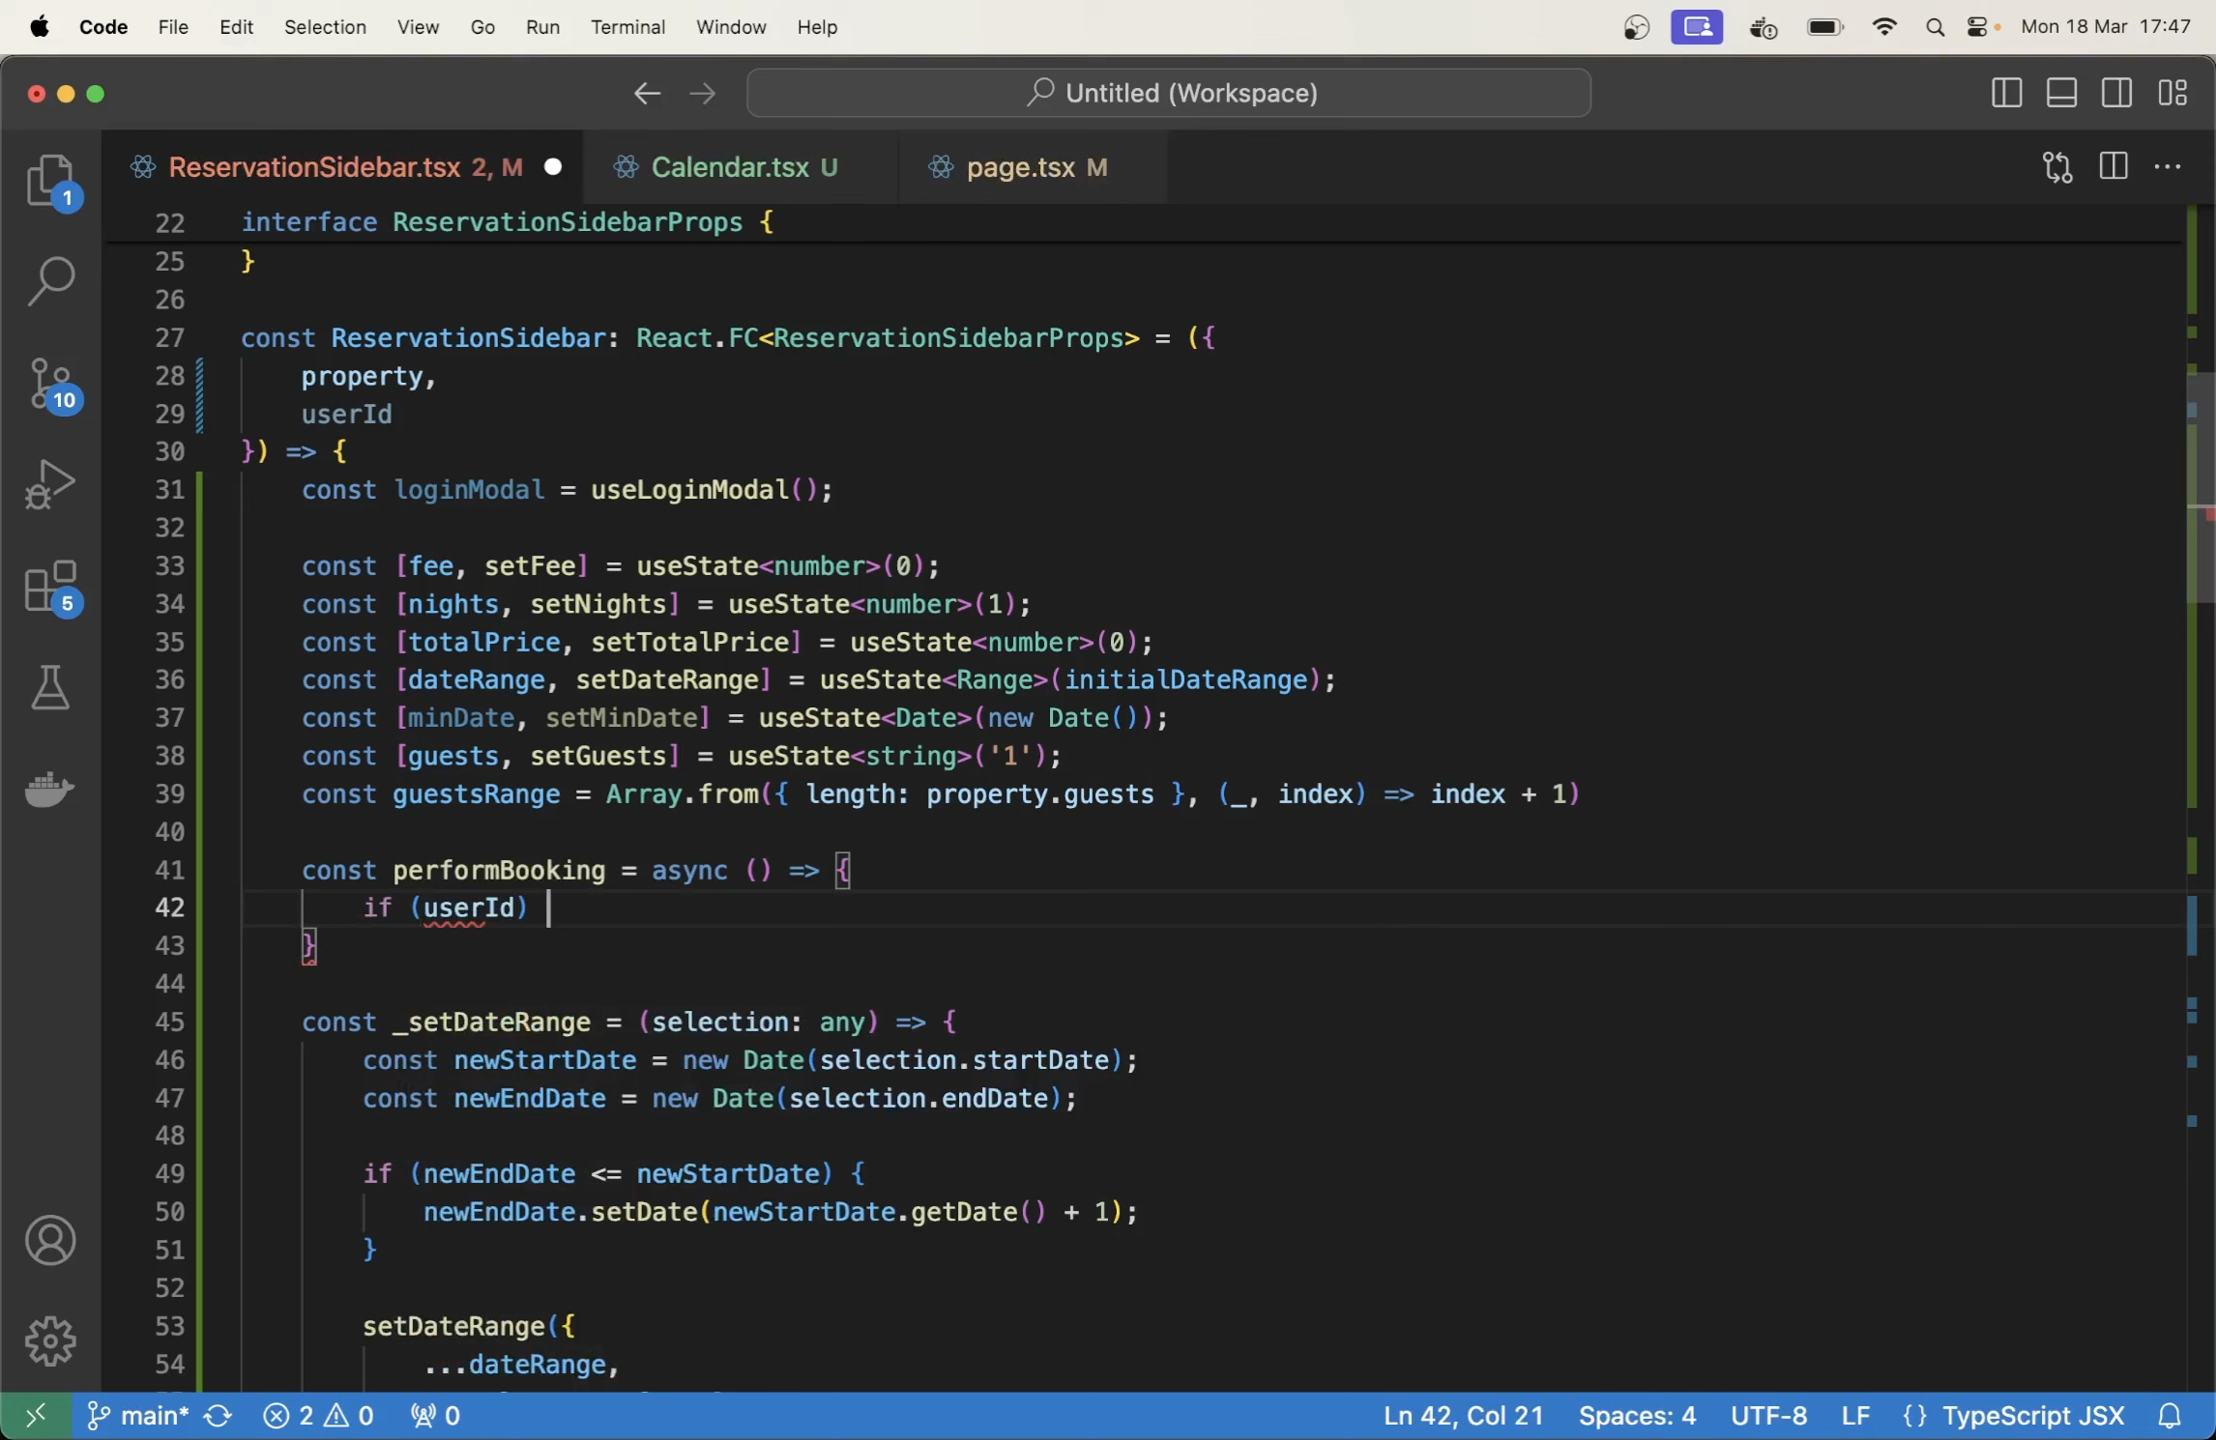 Code File Edit Selection View Go Run Terminal Window Help Mon 18 Mar 17:47
Untitled (Workspace)
ReservationSidebar.tsx 2, M Calendar.tsx U page.tsx M
1
10
5
22 interface ReservationSidebarProps {
25 }
26
27 const ReservationSidebar: React.FC<ReservationSidebarProps> = ({
28 property,
29 userId
30 }) => {
31 const loginModal = useLoginModal();
32
33 const [fee, setFee] = useState<number>(0);
34 const [nights, setNights] = useState<number>(1);
35 const [totalPrice, setTotalPrice] = useState<number>(0);
36 const [dateRange, setDateRange] = useState<Range>(initialDateRange);
37 const [minDate, setMinDate] = useState<Date>(new Date());
38 const [guests, setGuests] = useState<string>('1');
39 const guestsRange = Array.from({ length: property.guests }, (_, index) => index + 1)
40
41 const performBooking = async () => {
42 if (userId)
43 }
44
45 const _setDateRange = (selection: any) => {
46 const newStartDate = new Date(selection.startDate);
47 const newEndDate = new Date(selection.endDate);
48
49 if (newEndDate <= newStartDate) {
50 newEndDate.setDate(newStartDate.getDate() + 1);
51 }
52
53 setDateRange({
54 ...dateRange,
main* 2 0 0 Ln 42, Col 21 Spaces: 4 UTF-8 LF {} TypeScript JSX